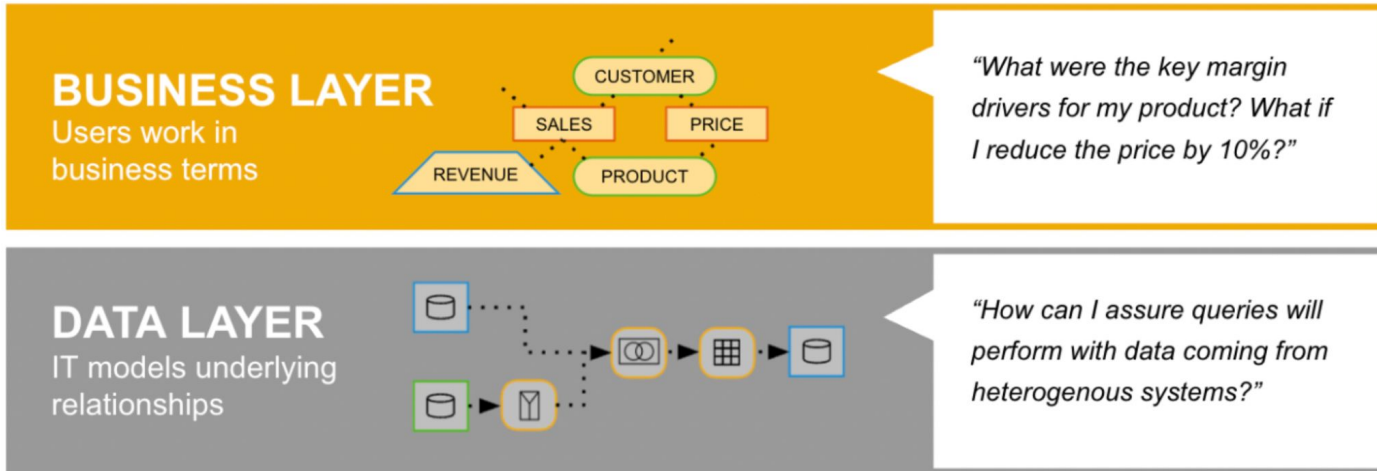 BUSINESS LAYER
Users work in
business terms
CUSTOMER
SALES
PRICE
REVENUE
PRODUCT
“What were the key margin
drivers for my product? What if
I reduce the price by 10%?”
DATA LAYER
IT models underlying
relationships
“How can I assure queries will
perform with data coming from
heterogenous systems?”